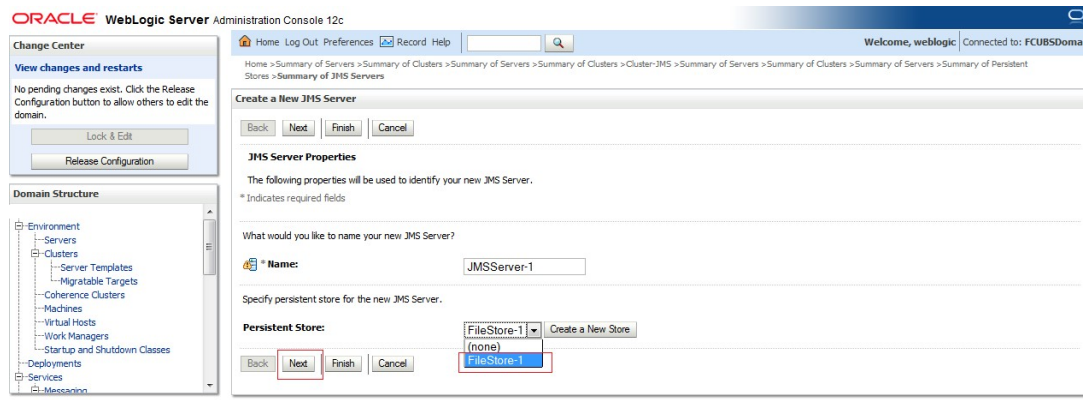 ORACLE WebLogic Server Administration Console 12c
Change Center
View changes and restarts
No pending changes exist. Click the Release
Configuration button to allow others to edit the
domain.
Lock & Edit
Release Configuration
Domain Structure
Environment
Servers
Clusters
Server Templates
Migratable Targets
Coherence Clusters
Machines
Virtual Hosts
Work Managers
Startup and Shutdown Classes
Deployments
Services
Messaging
Home Log Out Preferences Record Help
Welcome, weblogic Connected to: FCUBSDoma
Home >Summary of Servers >Summary of Clusters >Summary of Servers >Summary of Clusters >Cluster-JMS >Summary of Servers >Summary of Clusters >Summary of Servers >Summary of Persistent
Stores >Summary of JMS Servers
Create a New JMS Server
Back Next Finish Cancel
JMS Server Properties
The following properties will be used to identify your new JMS Server.
* Indicates required fields
What would you like to name your new JMS Server?
* Name: JMSServer-1
Specify persistent store for the new JMS Server.
Persistent Store: FileStore-1 Create a New Store
(none)
FileStore-1
Back Next Finish Cancel